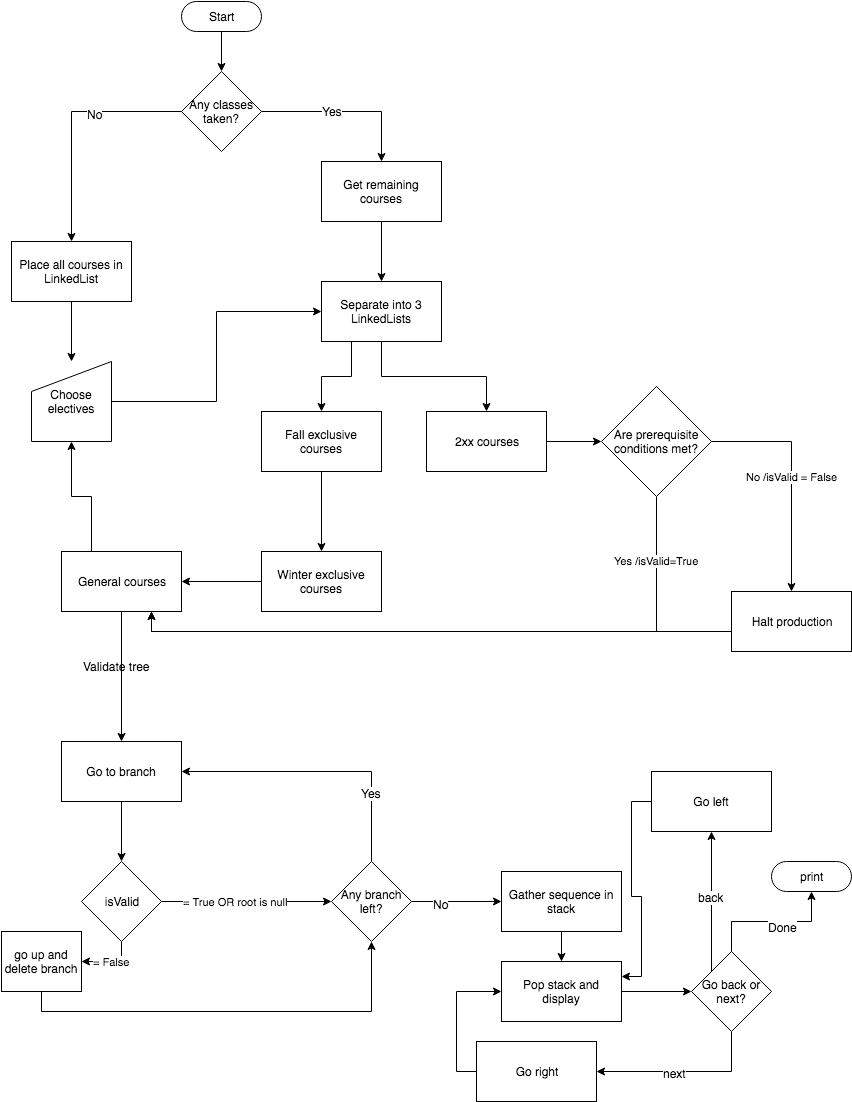 Start
Any classes
taken?
No
Yes
Get remaining
courses
Place all courses in
LinkedList
Separate into 3
LinkedLists
Choose
electives
Fall exclusive
courses
2xx courses
Are prerequisite
conditions met?
No /isValid = False
Yes /isValid=True
General courses
Winter exclusive
courses
Halt production
Validate tree
Go to branch
Yes
Go left
isValid
= True OR root is null
Any branch
left?
No
Gather sequence in
stack
back
print
Done
go up and
delete branch
= False
Pop stack and
display
Go back or
next?
Go right
next